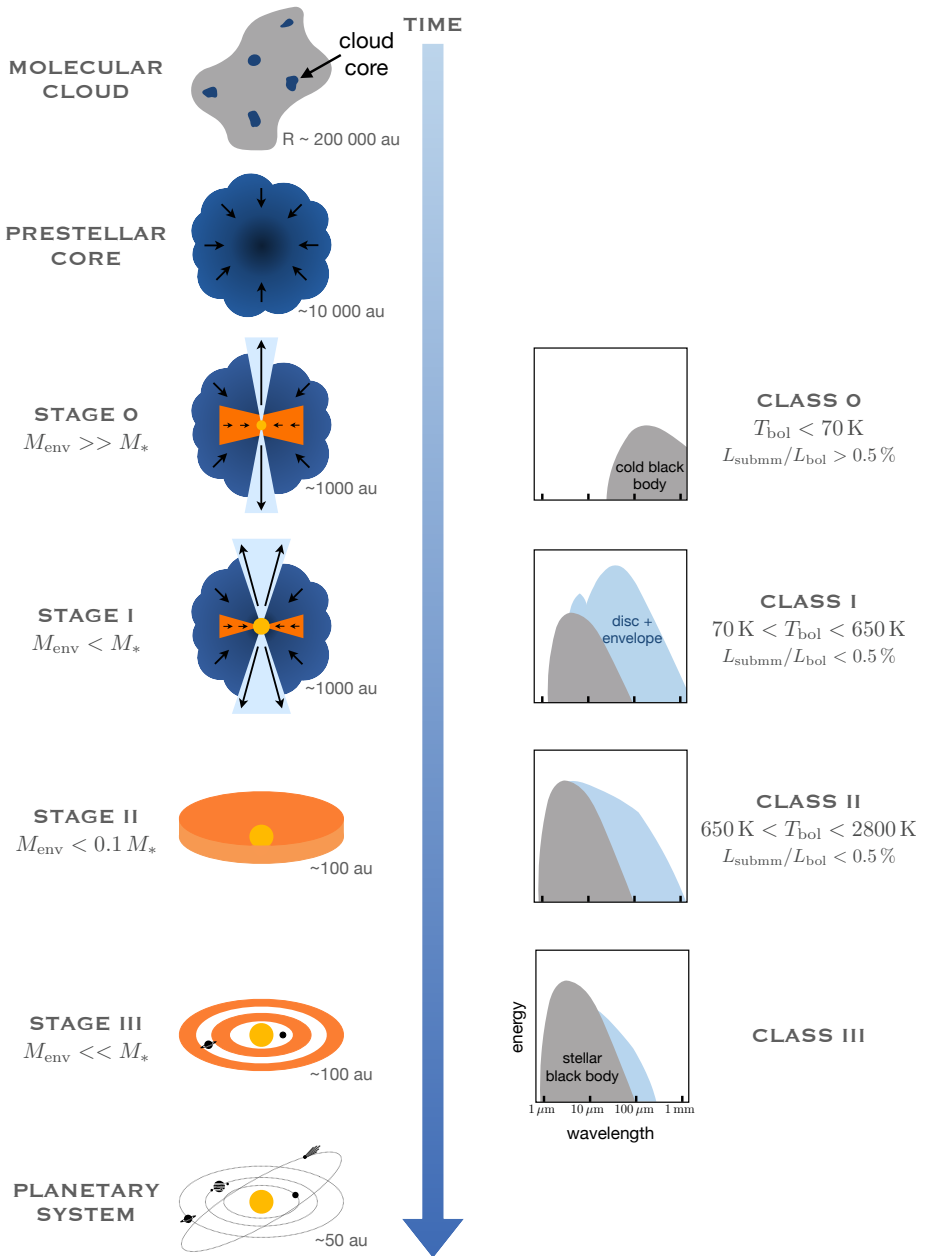 TIME
MOLECULAR
CLOUD
cloud
core
R ~ 200 000 au
PRESTELLAR
CORE
~10 000 au
STAGE 0
M_env >> M_*
~1000 au
cold black
body
CLASS 0
T_bol < 70 K
L_submm/L_bol > 0.5 %
STAGE I
M_env < M_*
~1000 au
disc +
envelope
CLASS I
70 K < T_bol < 650 K
L_submm/L_bol < 0.5 %
STAGE II
M_env < 0.1 M_*
~100 au
CLASS II
650 K < T_bol < 2800 K
L_submm/L_bol < 0.5 %
STAGE III
M_env << M_*
~100 au
energy
stellar
black body
1 μm 10 μm 100 μm 1 mm
wavelength
CLASS III
PLANETARY
SYSTEM
~50 au